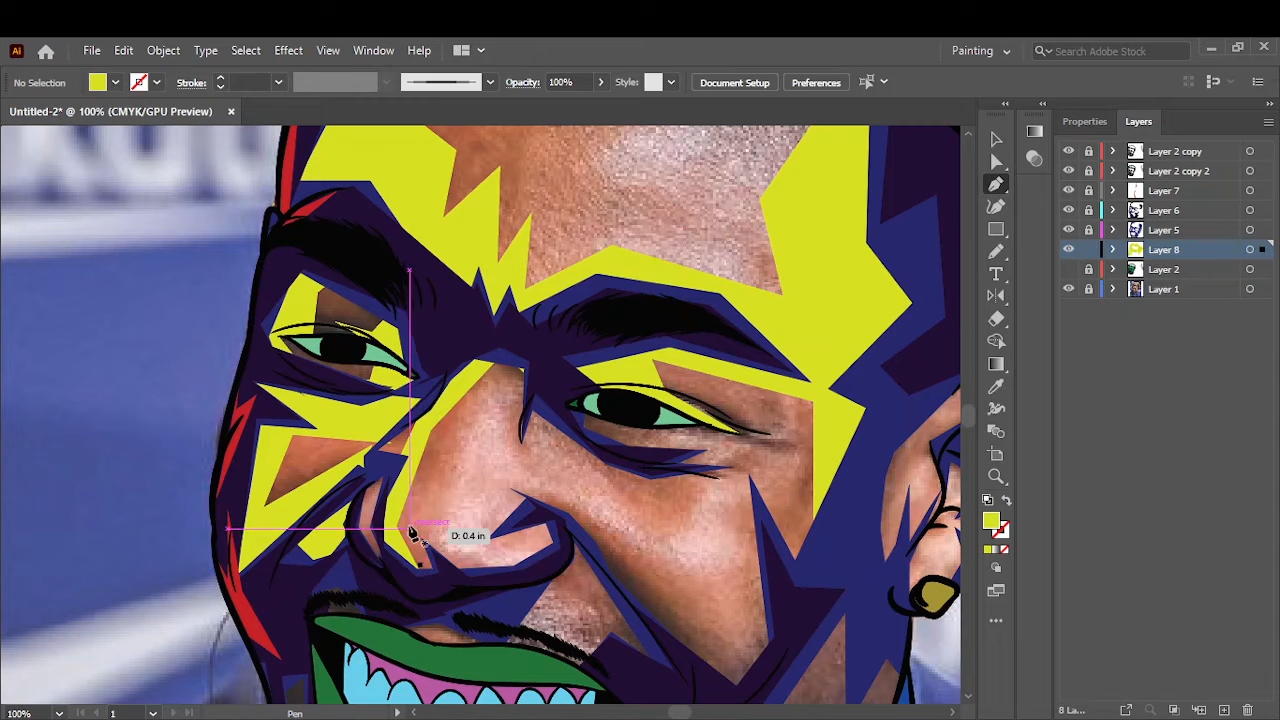 Ai File Edit Object Type Select Effect View Window Help Painting Search Adobe Stock
No Selection Stroke: Opacity: 100% Style: Document Setup Preferences
Untitled-2* @ 100% (CMYK/GPU Preview)
Properties Layers
Layer 2 copy
Layer 2 copy 2
Layer 7
Layer 6
Layer 5
Layer 8
Layer 2
Layer 1
D: 0.4 in
100% 1 Pen 8 La...